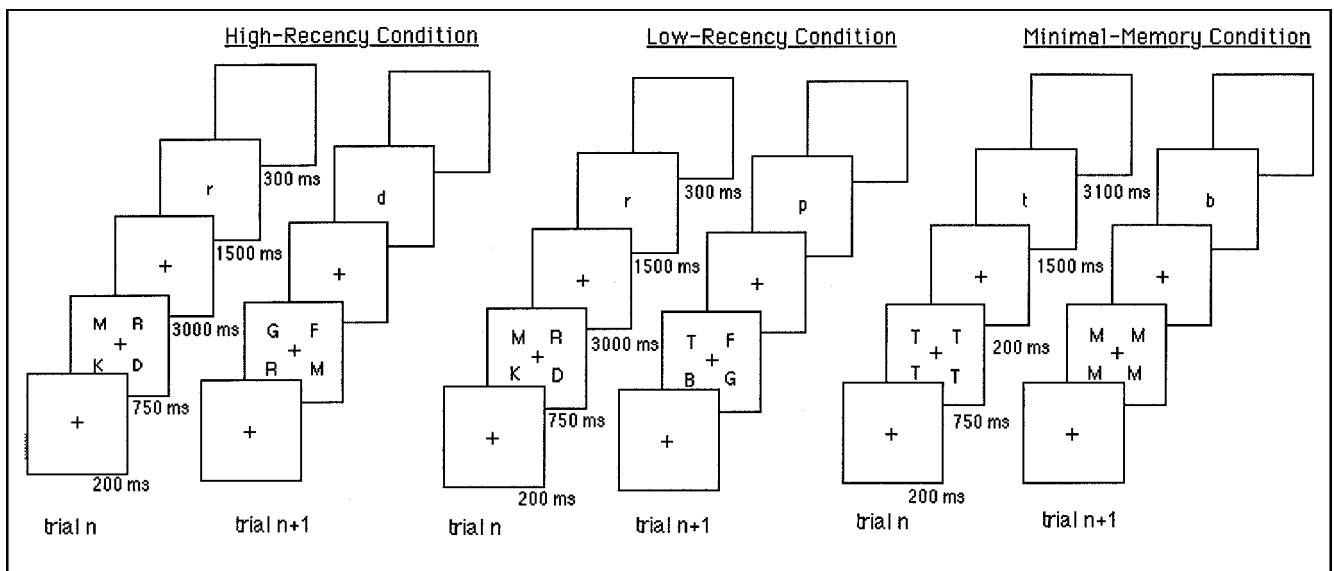 High-Recency Condition
r
d
+
+
M R
+
K D
G F
+
R M
+
+
300 ms
1500 ms
3000 ms
750 ms
200 ms
trial n
trial n+1
Low-Recency Condition
r
p
+
+
M R
+
K D
T F
+
B G
+
+
300 ms
1500 ms
3000 ms
750 ms
200 ms
trial n
trial n+1
Minimal-Memory Condition
t
b
+
+
T T
+
T T
M M
+
M M
+
+
3100 ms
1500 ms
200 ms
750 ms
200 ms
trial n
trial n+1